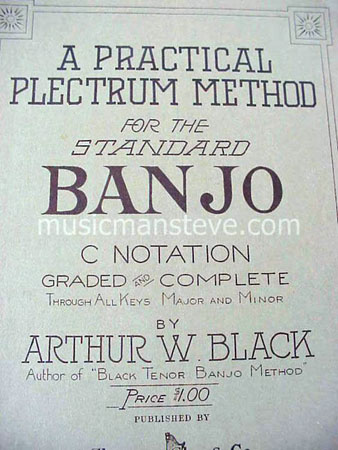 A PRACTICAL
PLECTRUM METHOD
FOR THE
STANDARD
BANJO
musicmansteve.com
C NOTATION
GRADED AND COMPLETE
THROUGH ALL KEYS MAJOR AND MINOR
BY
ARTHUR W. BLACK
Author of "BLACK TENOR BANJO METHOD"
PRICE $1.00
PUBLISHED BY